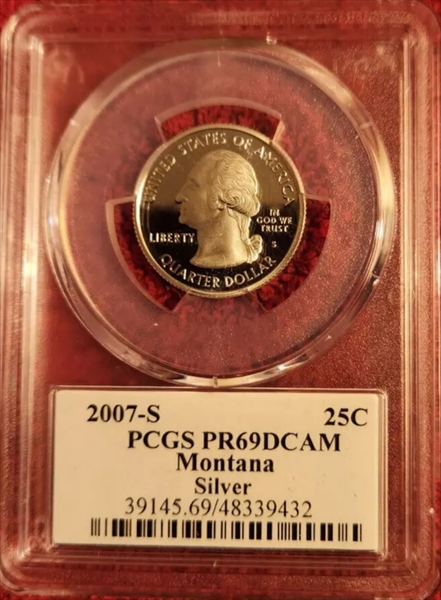 UNITED STATES OF AMERICA
LIBERTY
IN
GOD WE
TRUST
S
QUARTER DOLLAR
2007-S 25C
PCGS PR69DCAM
Montana
Silver
39145.69/48339432